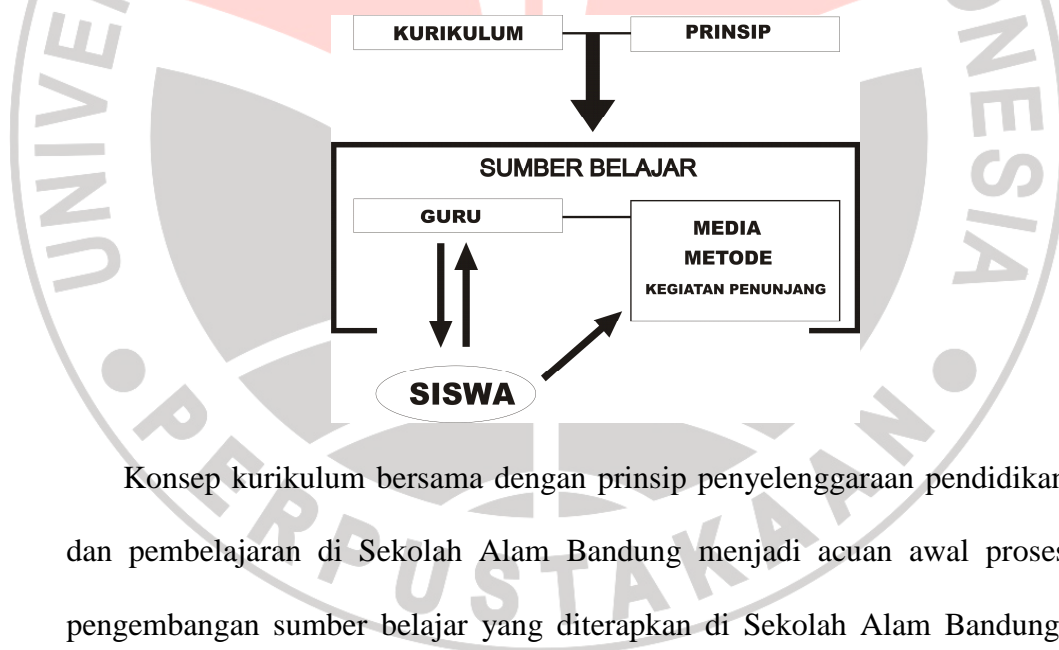 KURIKULUM
PRINSIP
SUMBER BELAJAR
GURU
MEDIA
METODE
KEGIATAN PENUNJANG
SISWA
Konsep kurikulum bersama dengan prinsip penyelenggaraan pendidikan
dan pembelajaran di Sekolah Alam Bandung menjadi acuan awal proses
pengembangan sumber belajar yang diterapkan di Sekolah Alam Bandung
PERPUSTAKAAN